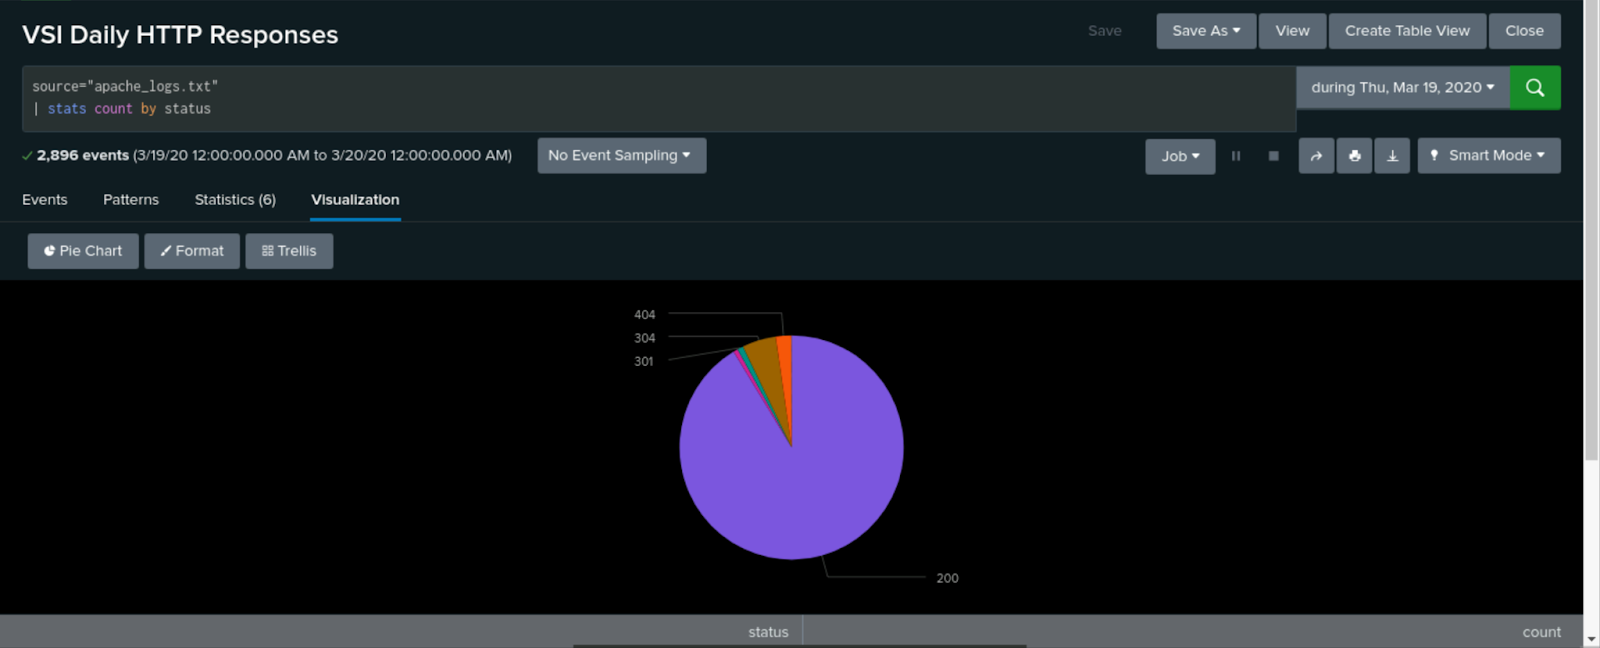 VSI Daily HTTP Responses
Save
Save As
View
Create Table View
Close
source="apache_logs.txt"
| stats count by status
during Thu, Mar 19, 2020
2,896 events (3/19/20 12:00:00.000 AM to 3/20/20 12:00:00.000 AM)
No Event Sampling
Job
Smart Mode
Events
Patterns
Statistics (6)
Visualization
Pie Chart
Format
Trellis
404
304
301
200
status
count